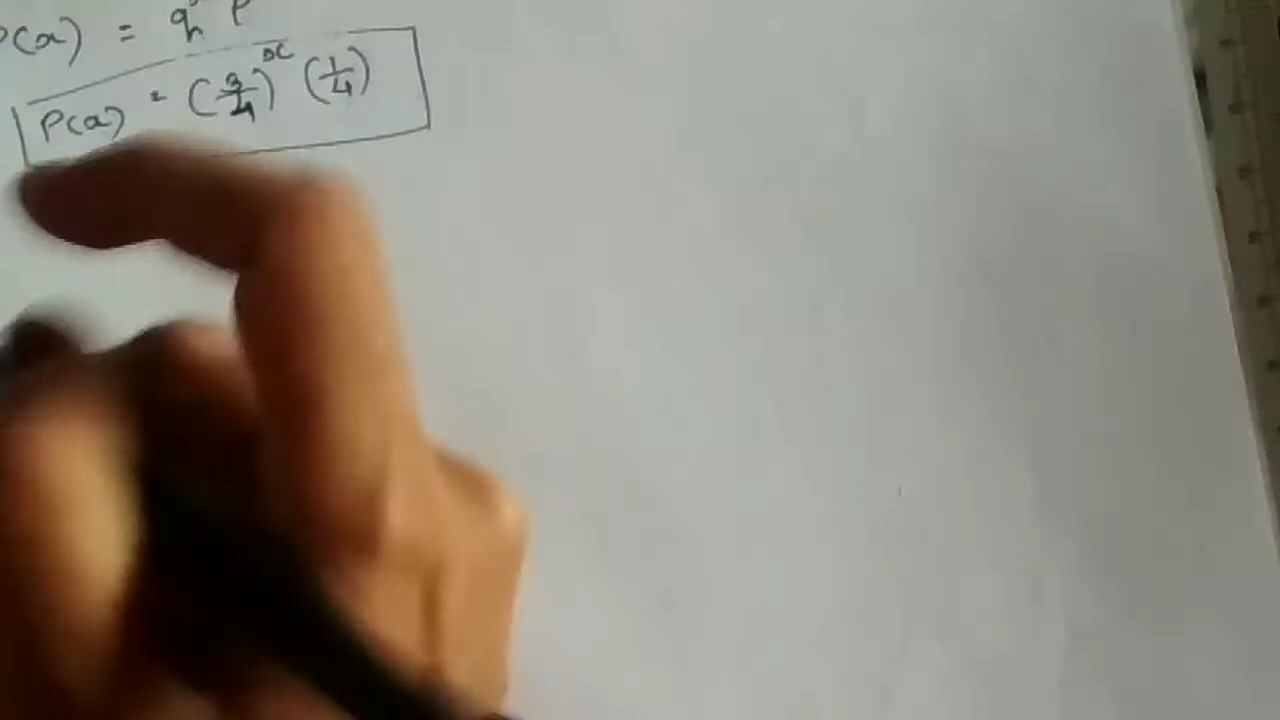 p(x) = q^x p
P(x) = (3/4)^x (1/4)